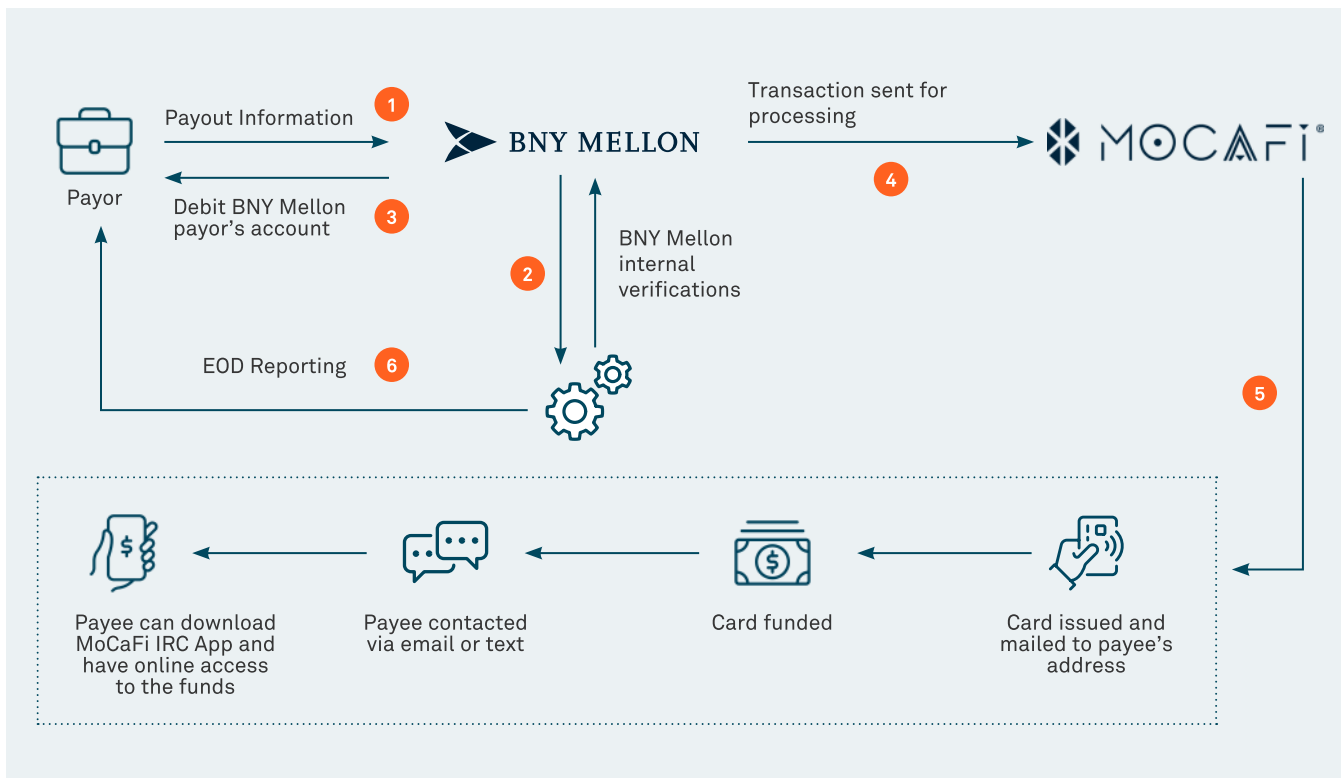 Payout Information
1
BNY MELLON
Transaction sent for
processing
4
MOCAFI®
Payor
Debit BNY Mellon
payor's account
3
2
BNY Mellon
internal
verifications
EOD Reporting
6
5
$
Payee can download
MoCaFi IRC App and
have online access
to the funds
Payee contacted
via email or text
$
Card funded
Card issued and
mailed to payee's
address